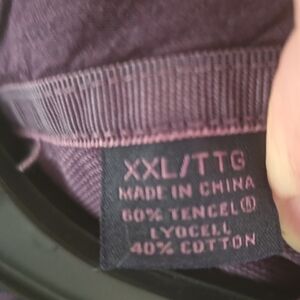 XXL/TTG
MADE IN CHINA
60% TENCEL®
LYOCELL
40% COTTON